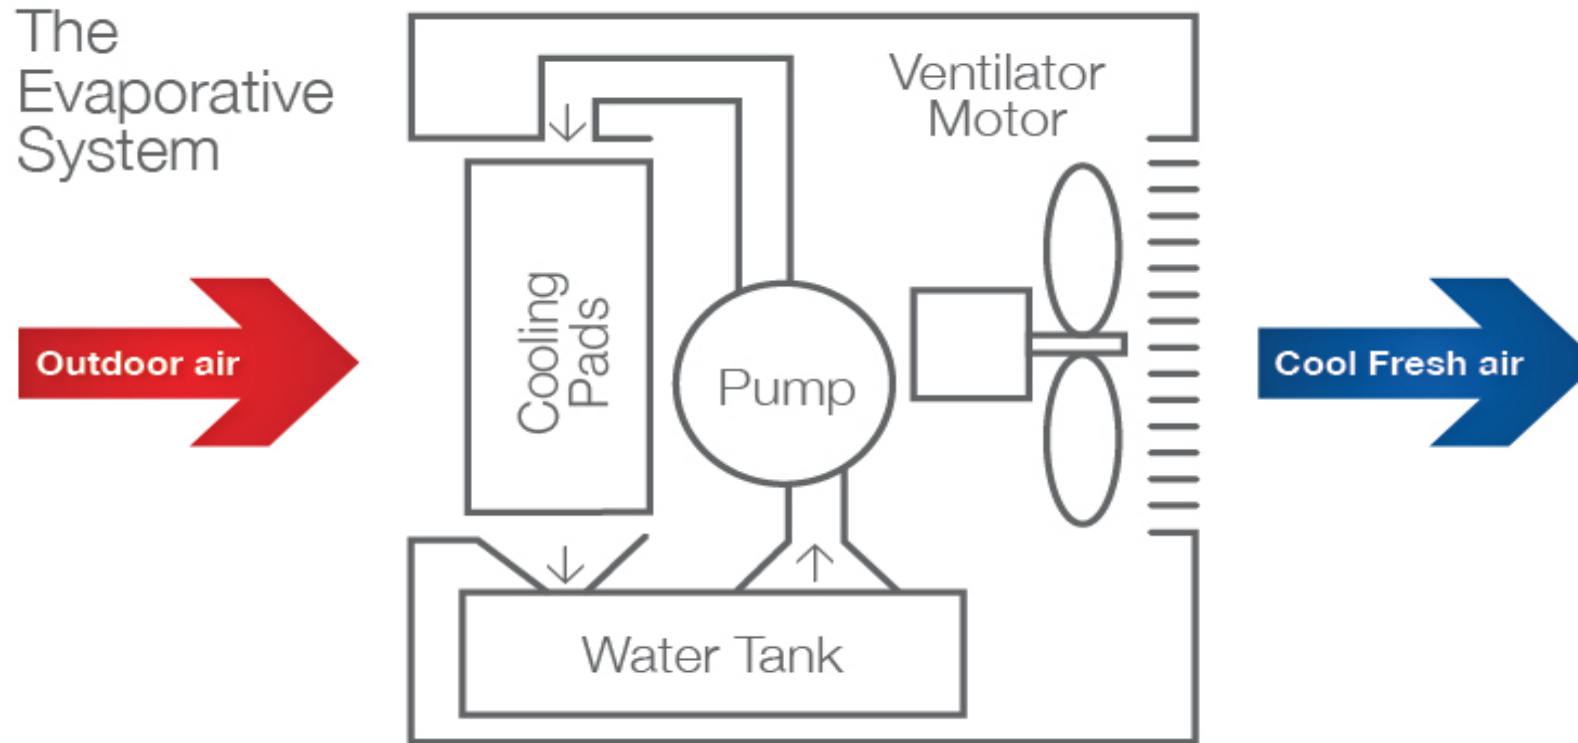 The
Evaporative
System
Ventilator
Motor
Outdoor air
Cooling
Pads
Pump
Cool Fresh air
Water Tank